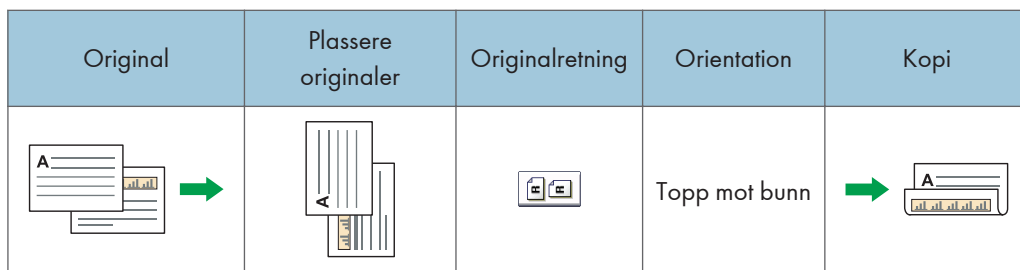 Original
Plassere
originaler
Originalretning
Orientation
Kopi
A
A
R R
Topp mot bunn
A